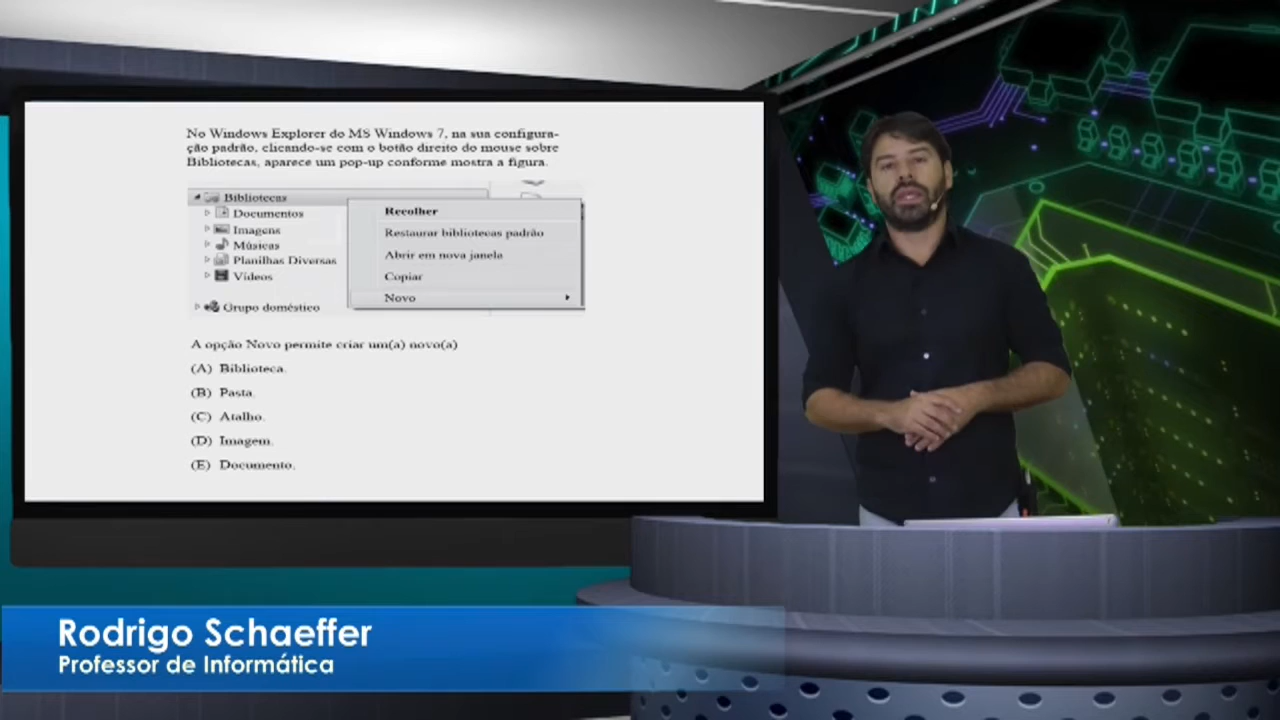 No Windows Explorer do MS Windows 7, na sua configura-
ção padrão, clicando-se com o botão direito do mouse sobre
Bibliotecas, aparece um pop-up conforme mostra a figura.
Bibliotecas
Documentos
Imagens
Músicas
Planilhas Diversas
Vídeos
Grupo doméstico
Recolher
Restaurar bibliotecas padrão
Abrir em nova janela
Copiar
Novo
A opção Novo permite criar um(a) novo(a)
(A) Biblioteca.
(B) Pasta.
(C) Atalho.
(D) Imagem.
(E) Documento.
Rodrigo Schaeffer
Professor de Informática